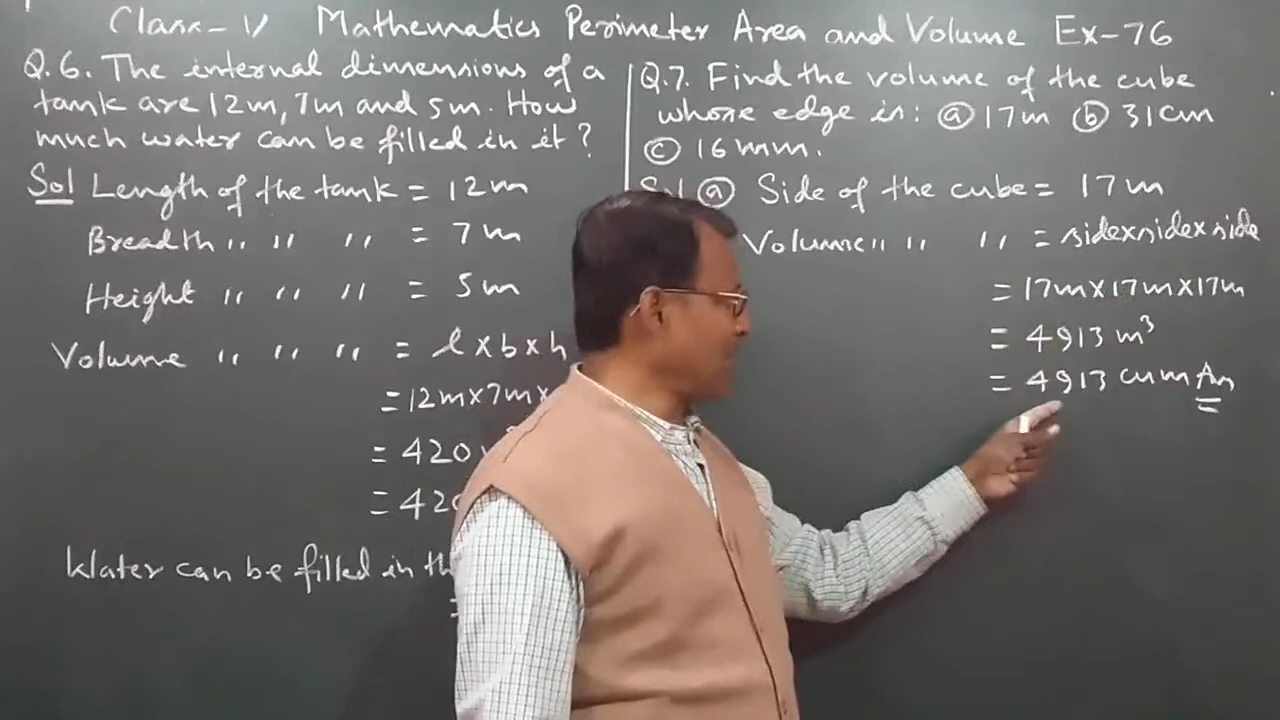 Class-V Mathematics Perimeter Area and Volume Ex-76
Q.6. The internal dimensions of a
tank are 12m, 7m and 5m. How
much water can be filled in it?
Sol Length of the tank = 12m
Breadth " " " = 7m
Height " " " = 5m
Volume " " " = l×b×h
=12m×7m×
= 420
= 420
Water can be filled in th
=
Q.7. Find the volume of the cube
whose edge is: ⓐ 17m ⓑ 31cm
ⓒ 16mm.
Sol ⓐ Side of the cube = 17m
Volume " " " = side×side×side
= 17m×17m×17m
= 4913 m³
= 4913 cum An